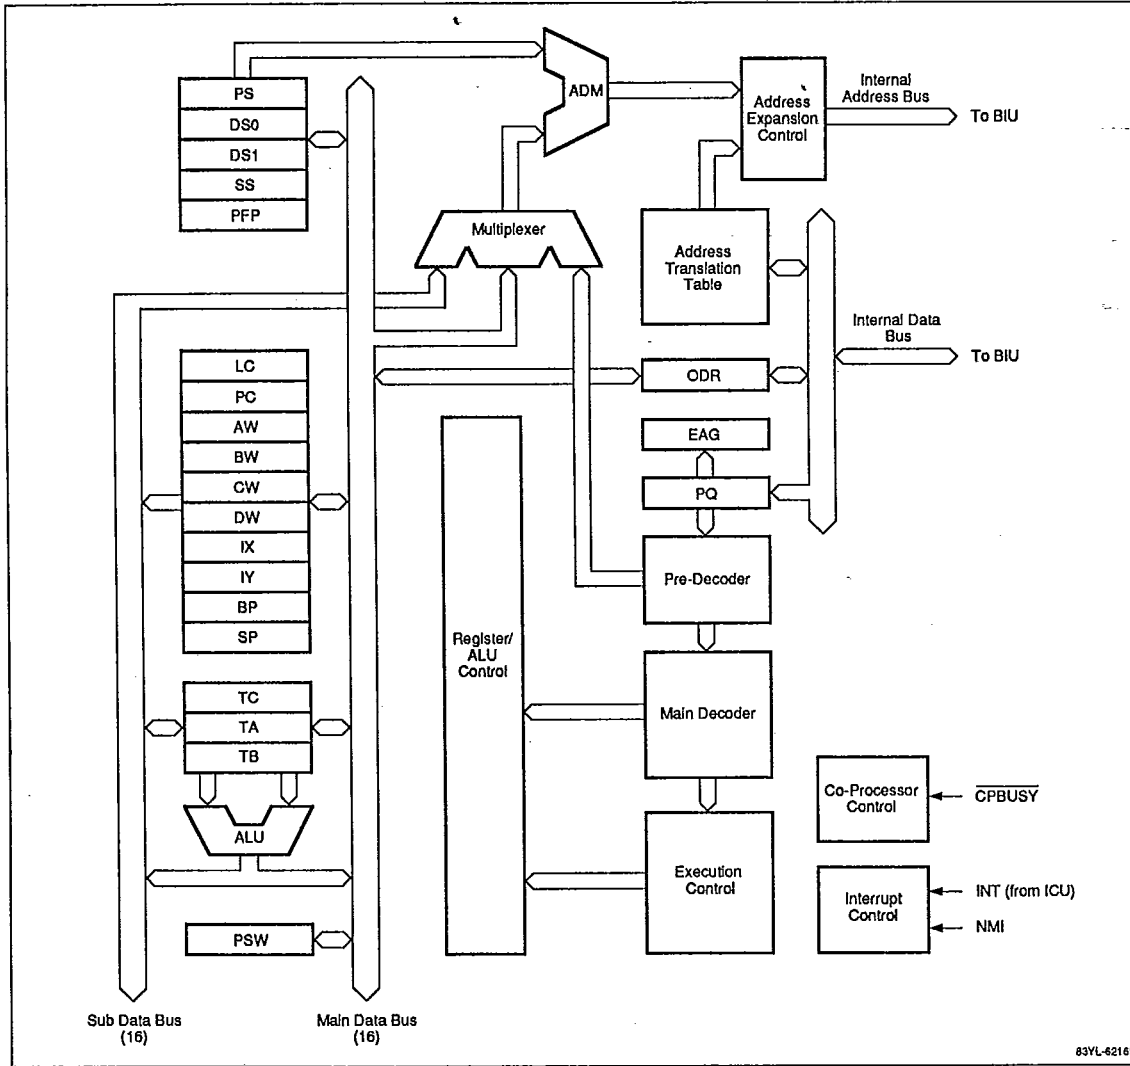 PS
DS0
DS1
SS
PFP
ADM
Address
Expansion
Control
Internal
Address Bus
To BIU
Multiplexer
Address
Translation
Table
Internal Data
Bus
To BIU
LC
PC
AW
BW
CW
DW
IX
IY
BP
SP
ODR
EAG
PQ
Pre-Decoder
Register/
ALU
Control
Main Decoder
TC
TA
TB
ALU
Execution
Control
Co-Processor
Control
CPBUSY
Interrupt
Control
INT (from ICU)
NMI
PSW
Sub Data Bus
(16)
Main Data Bus
(16)
83YL-6216